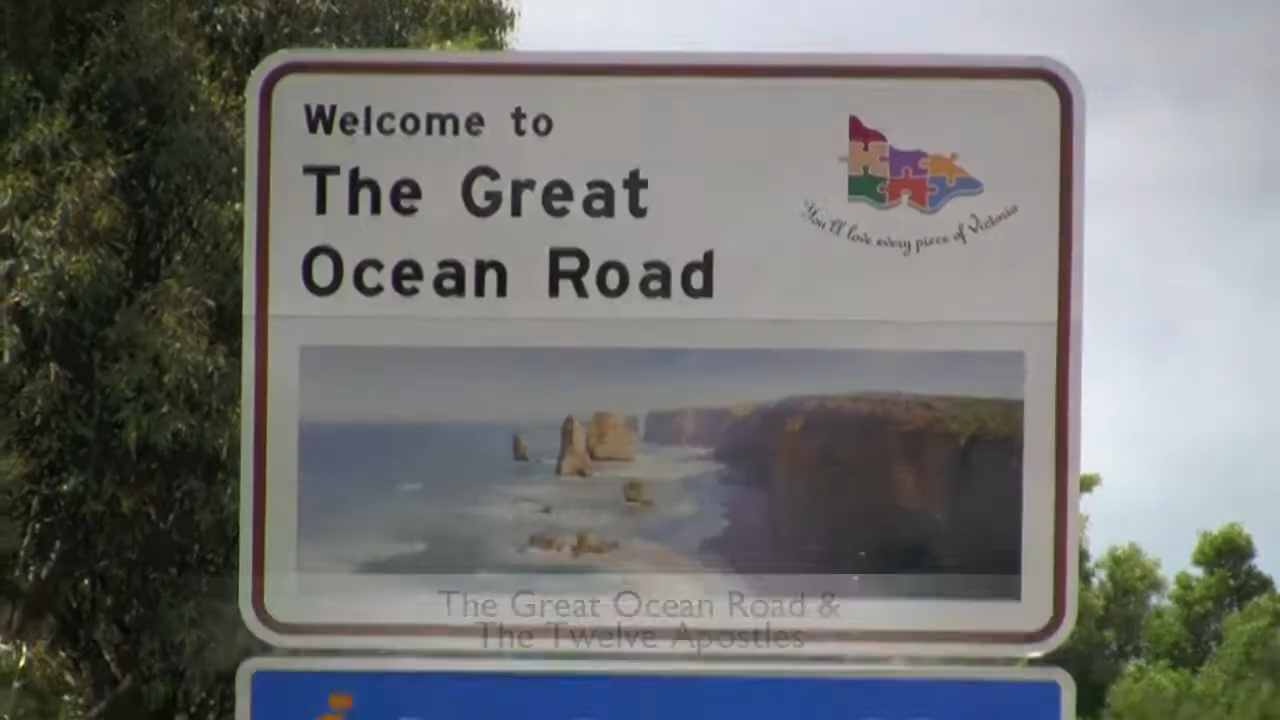 Welcome to
The Great
Ocean Road
You'll love every piece of Victoria
The Great Ocean Road &
The Twelve Apostles